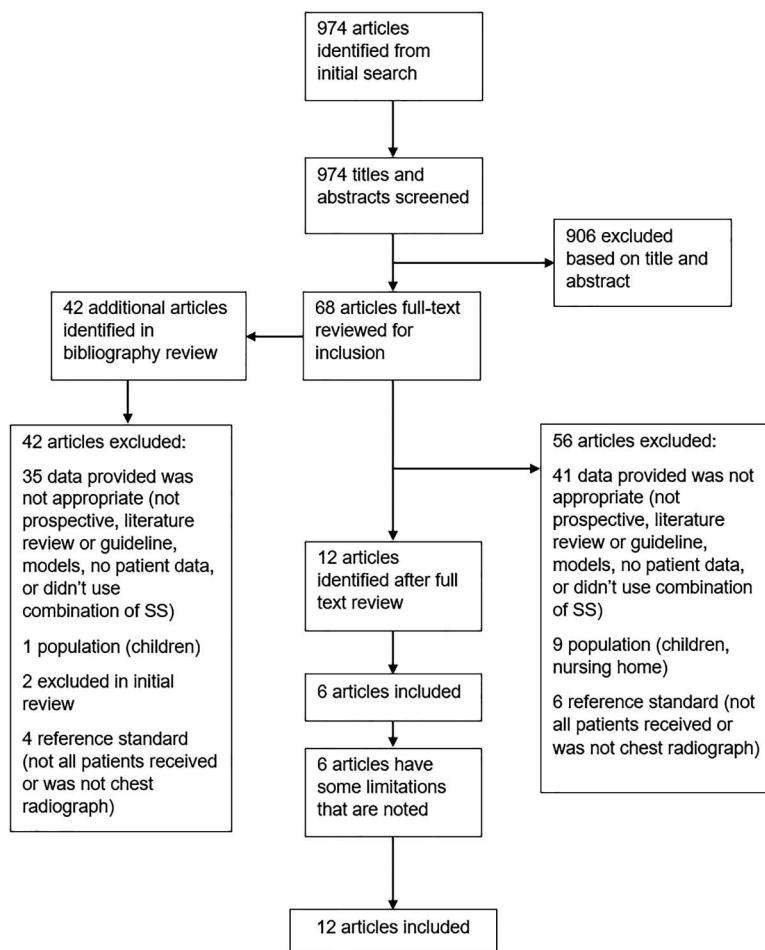 974 articles
identified from
initial search
974 titles and
abstracts screened
906 excluded
based on title and
abstract
42 additional articles
identified in
bibliography review
68 articles full-text
reviewed for
inclusion
42 articles excluded:
35 data provided was
not appropriate (not
prospective, literature
review or guideline,
models, no patient data,
or didn’t use
combination of SS)
1 population (children)
2 excluded in initial
review
4 reference standard
(not all patients received
or was not chest
radiograph)
56 articles excluded:
41 data provided was not
appropriate (not
prospective, literature
review or guideline,
models, no patient data,
or didn’t use combination
of SS)
9 population (children,
nursing home)
6 reference standard (not
all patients received or
was not chest radiograph)
12 articles
identified after full
text review
6 articles included
6 articles have
some limitations
that are noted
12 articles included